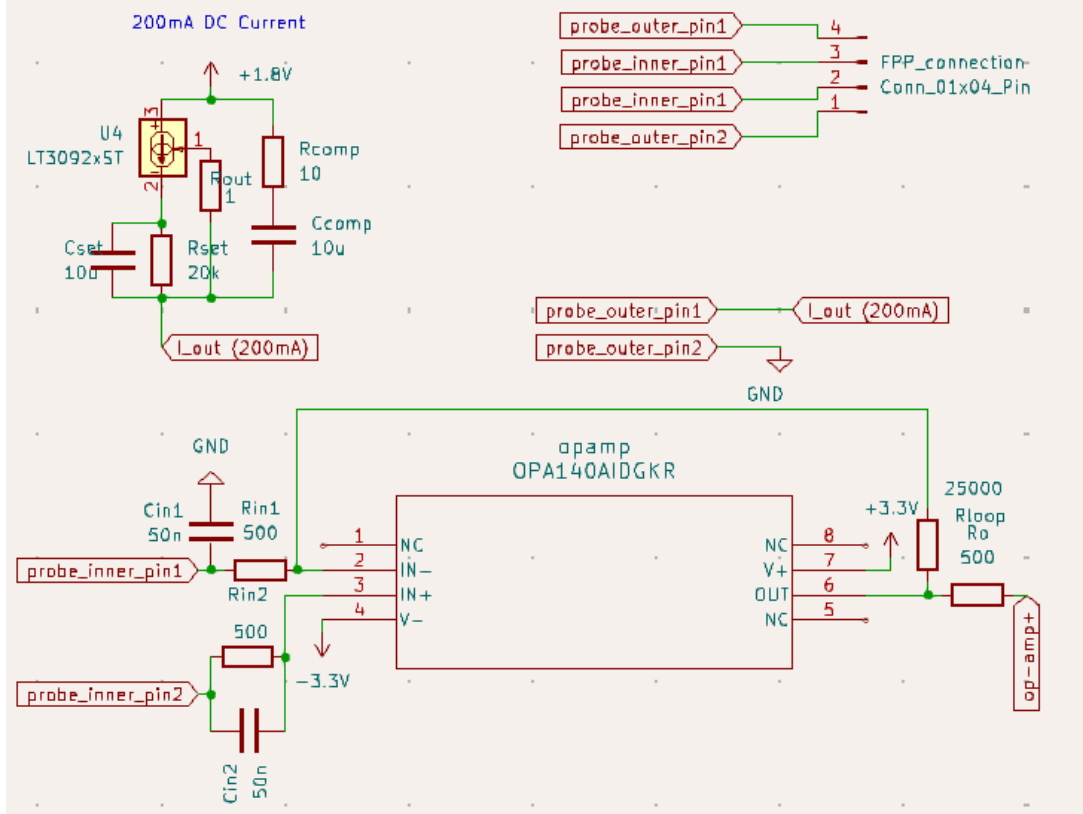 200mA DC Current
+1.8V
U4
LT3092xST
3
1
2
Rout
1
Rcomp
10
Ccomp
10u
Cset
10u
Rset
20k
I_out (200mA)
probe_outer_pin1
4
probe_inner_pin1
3
FPP_connection
probe_inner_pin1
2
Conn_01x04_Pin
probe_outer_pin2
1
probe_outer_pin1
I_out (200mA)
probe_outer_pin2
GND
GND
Cin1
50n
Rin1
500
probe_inner_pin1
Rin2
500
probe_inner_pin2
Cin2
50n
-3.3V
opamp
OPA140AIDGKR
1
NC
2
IN-
3
IN+
4
V-
NC
8
V+
7
OUT
6
NC
5
+3.3V
25000
Rloop
Ro
500
op-amp+